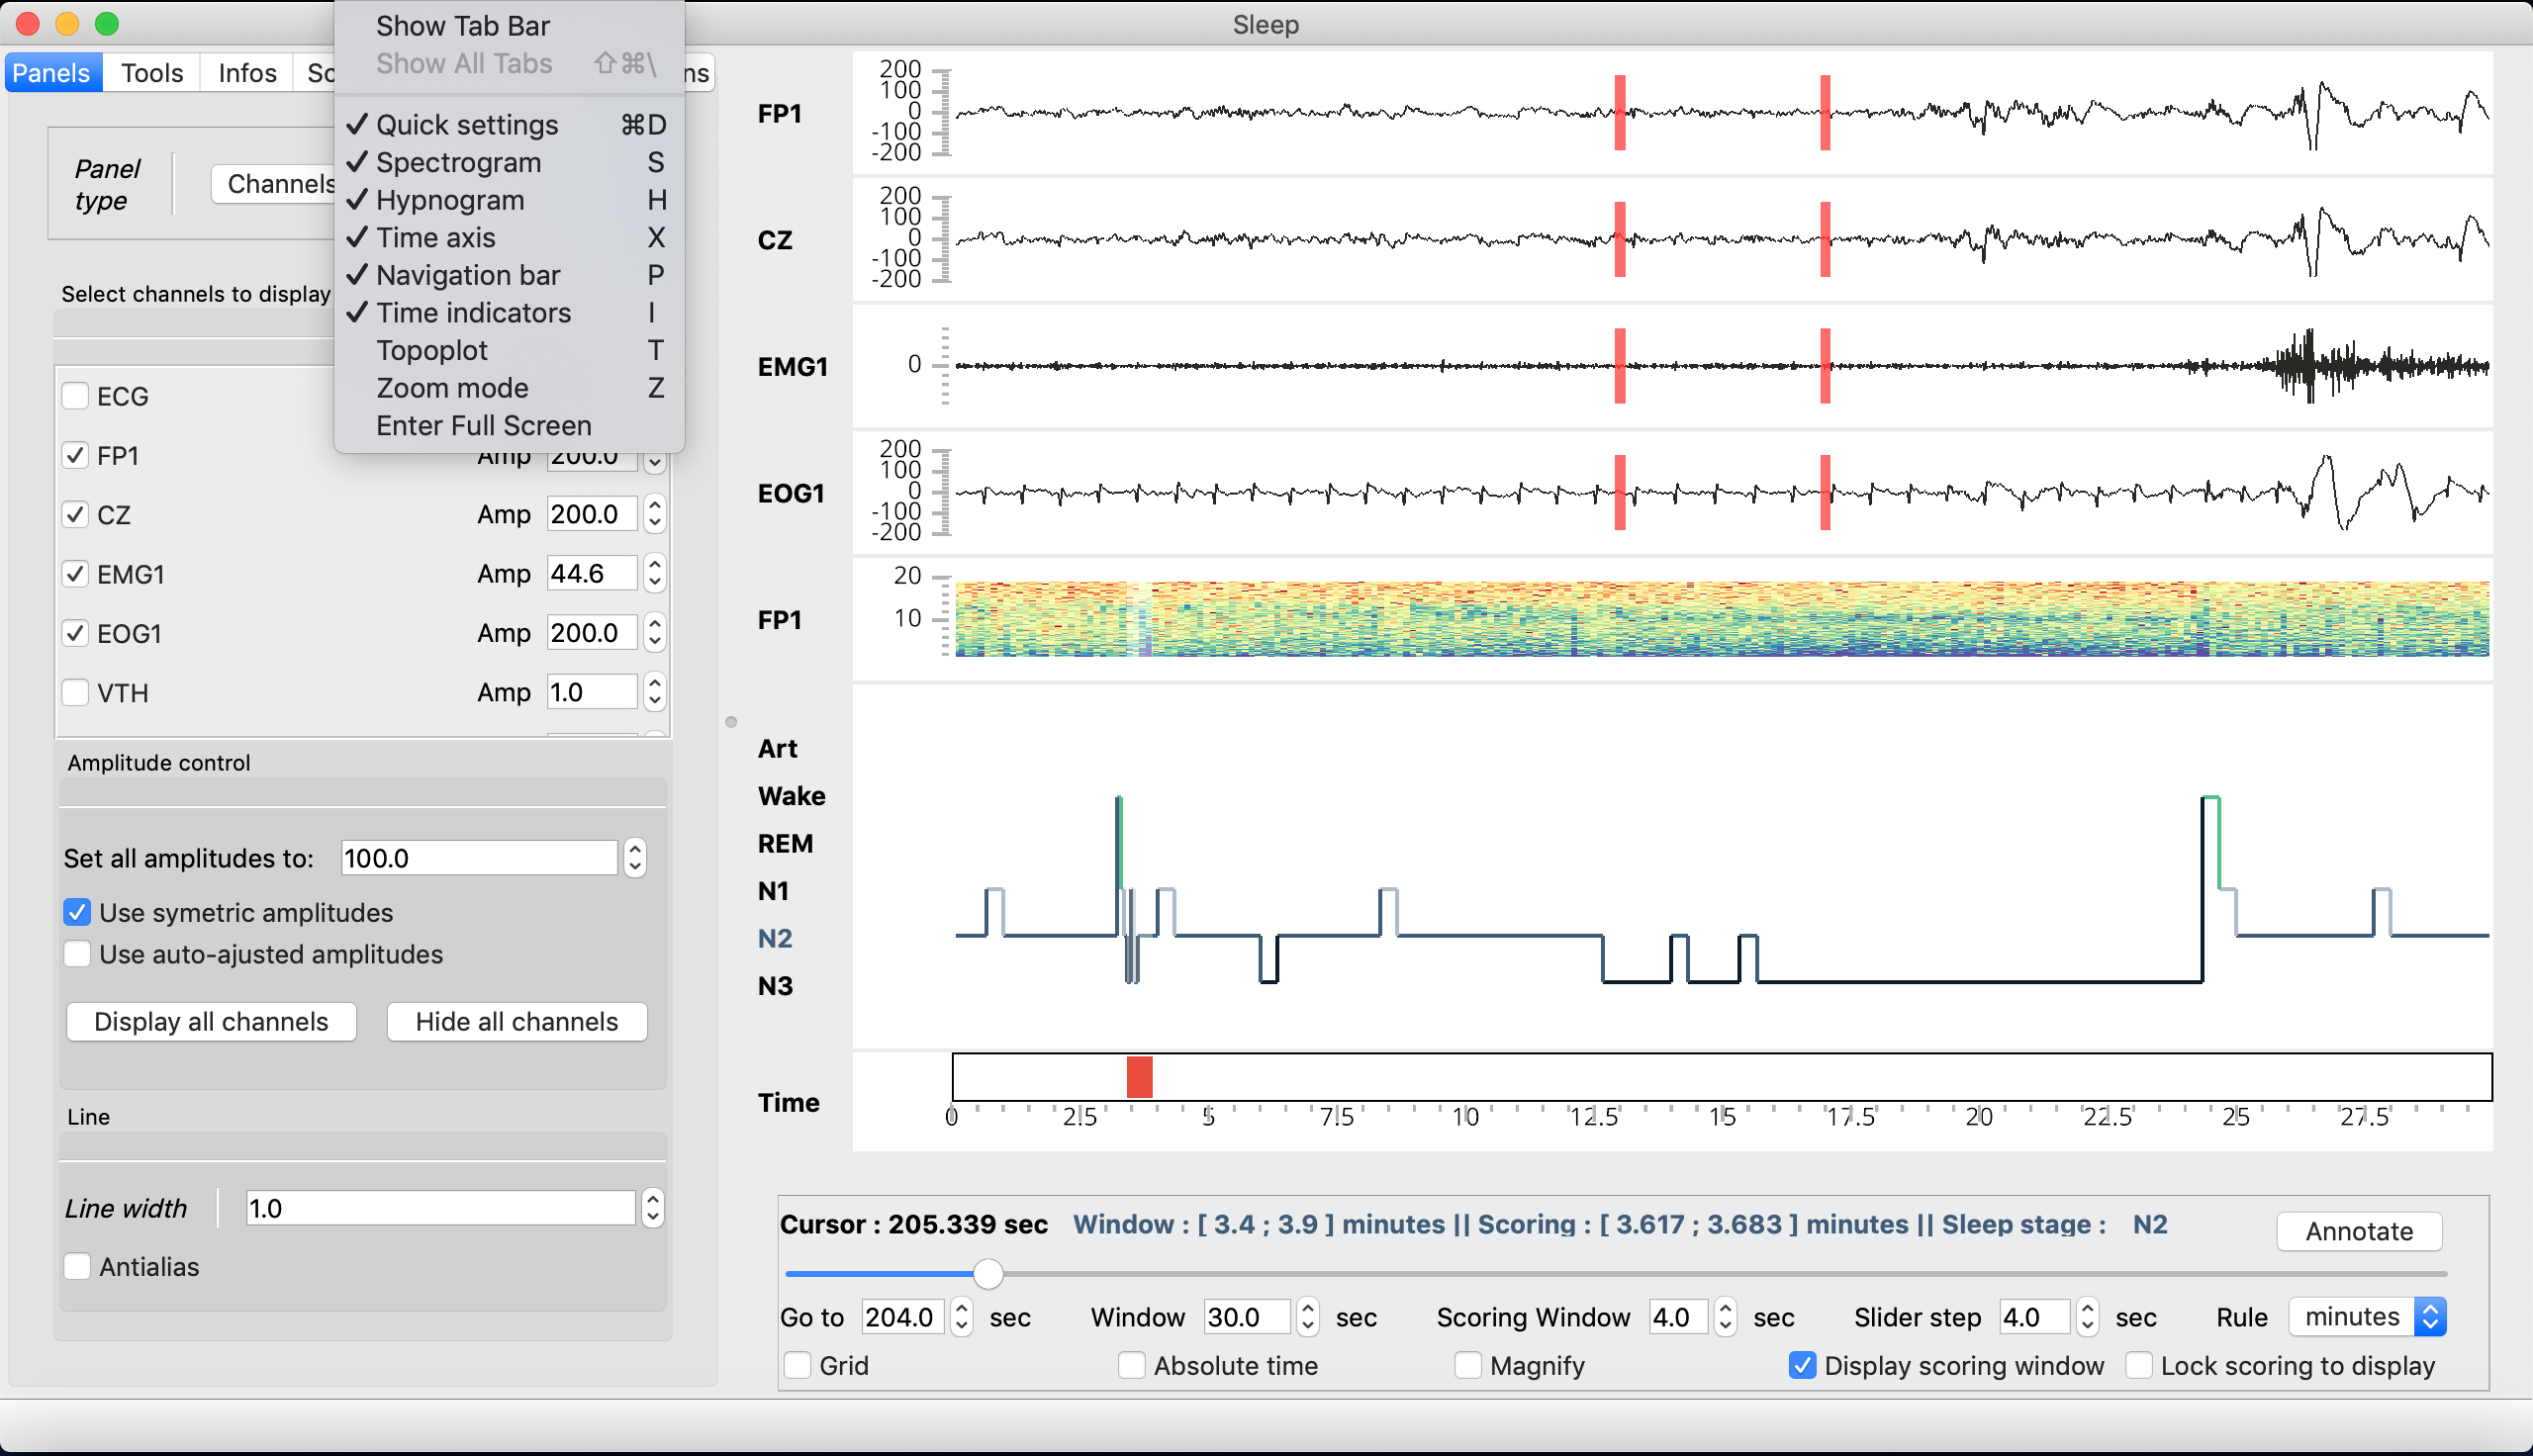 Sleep
Show Tab Bar
Show All Tabs ⇧⌘\
Panels Tools Infos Sc ns
✓ Quick settings ⌘D
✓ Spectrogram S
✓ Hypnogram H
✓ Time axis X
✓ Navigation bar P
✓ Time indicators I
Topoplot T
Zoom mode Z
Enter Full Screen
Panel
type
Channels
Select channels to display
ECG
FP1 Amp 200.0
CZ Amp 200.0
EMG1 Amp 44.6
EOG1 Amp 200.0
VTH Amp 1.0
Amplitude control
Set all amplitudes to: 100.0
Use symetric amplitudes
Use auto-ajusted amplitudes
Display all channels Hide all channels
Line
Line width 1.0
Antialias
FP1
200
100
0
-100
-200
CZ
200
100
0
-100
-200
EMG1
0
EOG1
200
100
0
-100
-200
FP1
20
10
Art
Wake
REM
N1
N2
N3
Time
0 2.5 5 7.5 10 12.5 15 17.5 20 22.5 25 27.5
Cursor : 205.339 sec Window : [ 3.4 ; 3.9 ] minutes || Scoring : [ 3.617 ; 3.683 ] minutes || Sleep stage : N2 Annotate
Go to 204.0 sec Window 30.0 sec Scoring Window 4.0 sec Slider step 4.0 sec Rule minutes
Grid Absolute time Magnify Display scoring window Lock scoring to display